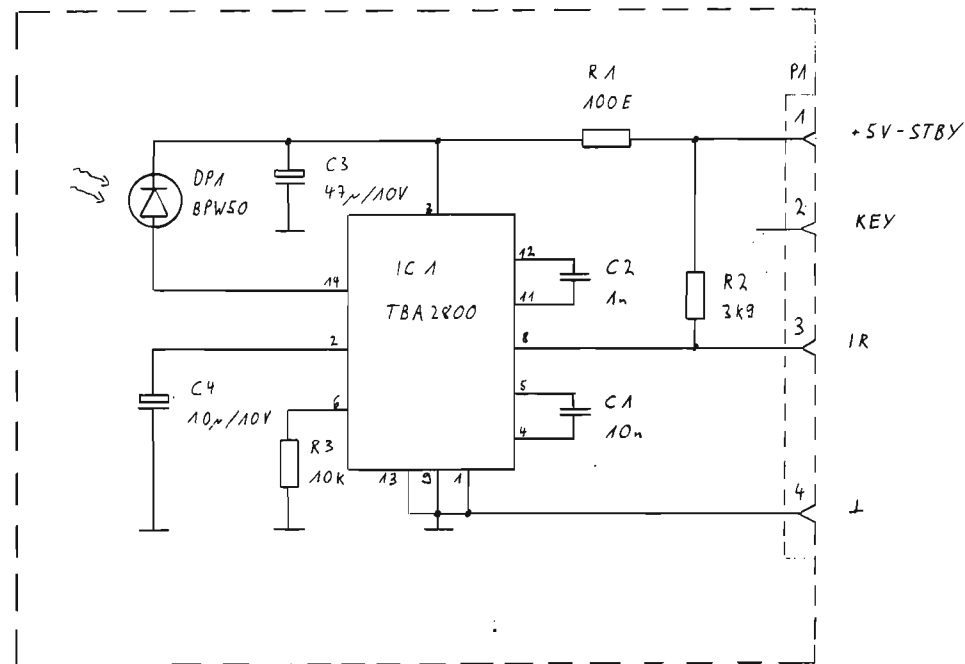 R1
100E
P1
1
+5V-STBY
DP1
BPW50
C3
47µ/10V
3
2
KEY
12
C2
1n
11
14
IC1
TBA2800
R2
3k9
2
8
3
IR
C4
10µ/10V
6
5
C1
10n
4
R3
10k
13
9
1
4
⊥